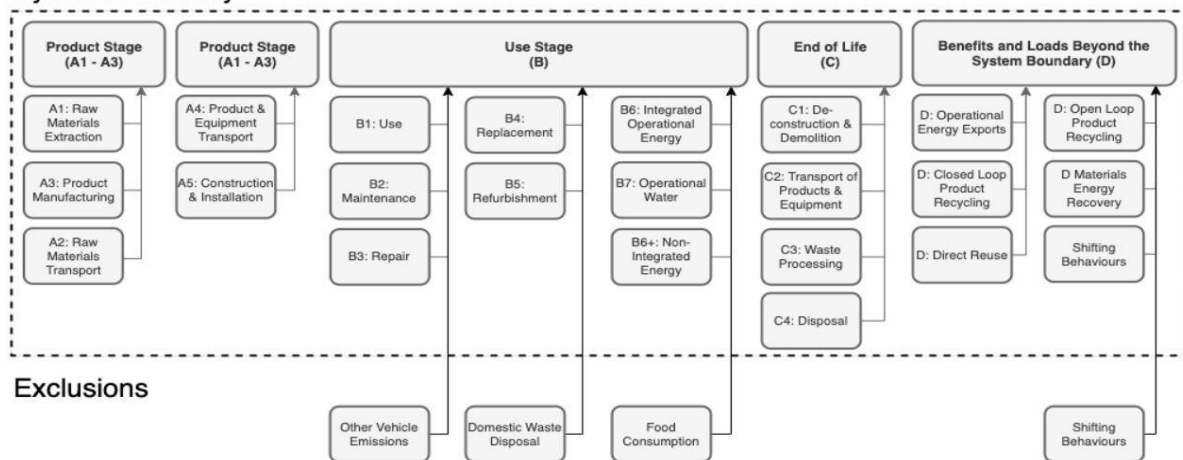 Product Stage
(A1 - A3)
Product Stage
(A1 - A3)
Use Stage
(B)
End of Life
(C)
Benefits and Loads Beyond the
System Boundary (D)
A1: Raw
Materials
Extraction
A3: Product
Manufacturing
A2: Raw
Materials
Transport
A4: Product &
Equipment
Transport
A5: Construction
& Installation
B1: Use
B2:
Maintenance
B3: Repair
B4:
Replacement
B5:
Refurbishment
B6: Integrated
Operational
Energy
B7: Operational
Water
B6+: Non-
Integrated
Energy
C1: De-
construction &
Demolition
C2: Transport of
Products &
Equipment
C3: Waste
Processing
C4: Disposal
D: Operational
Energy Exports
D: Closed Loop
Product
Recycling
D: Direct Reuse
D: Open Loop
Product
Recycling
D Materials
Energy
Recovery
Shifting
Behaviours
Exclusions
Other Vehicle
Emissions
Domestic Waste
Disposal
Food
Consumption
Shifting
Behaviours